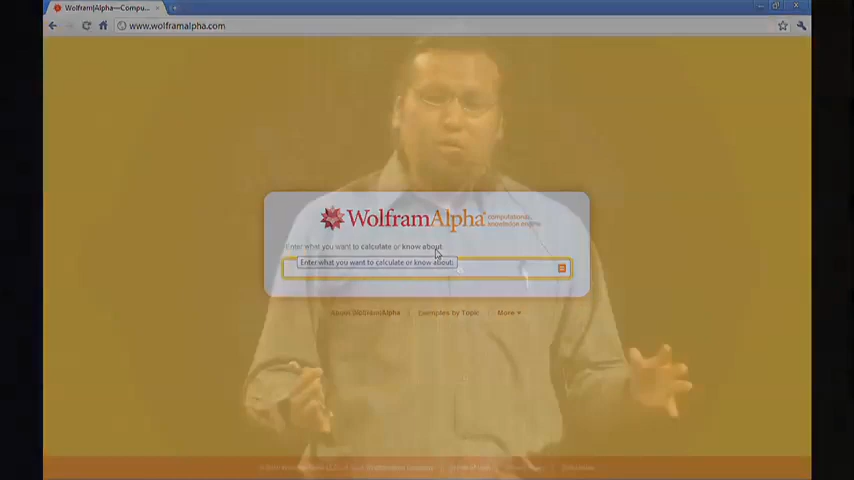 Wolfram|Alpha—Compu...
www.wolframalpha.com
WolframAlpha computational knowledge engine
Enter what you want to calculate or know about
Enter what you want to calculate or know about:
About Wolfram|Alpha | Examples by Topic | More